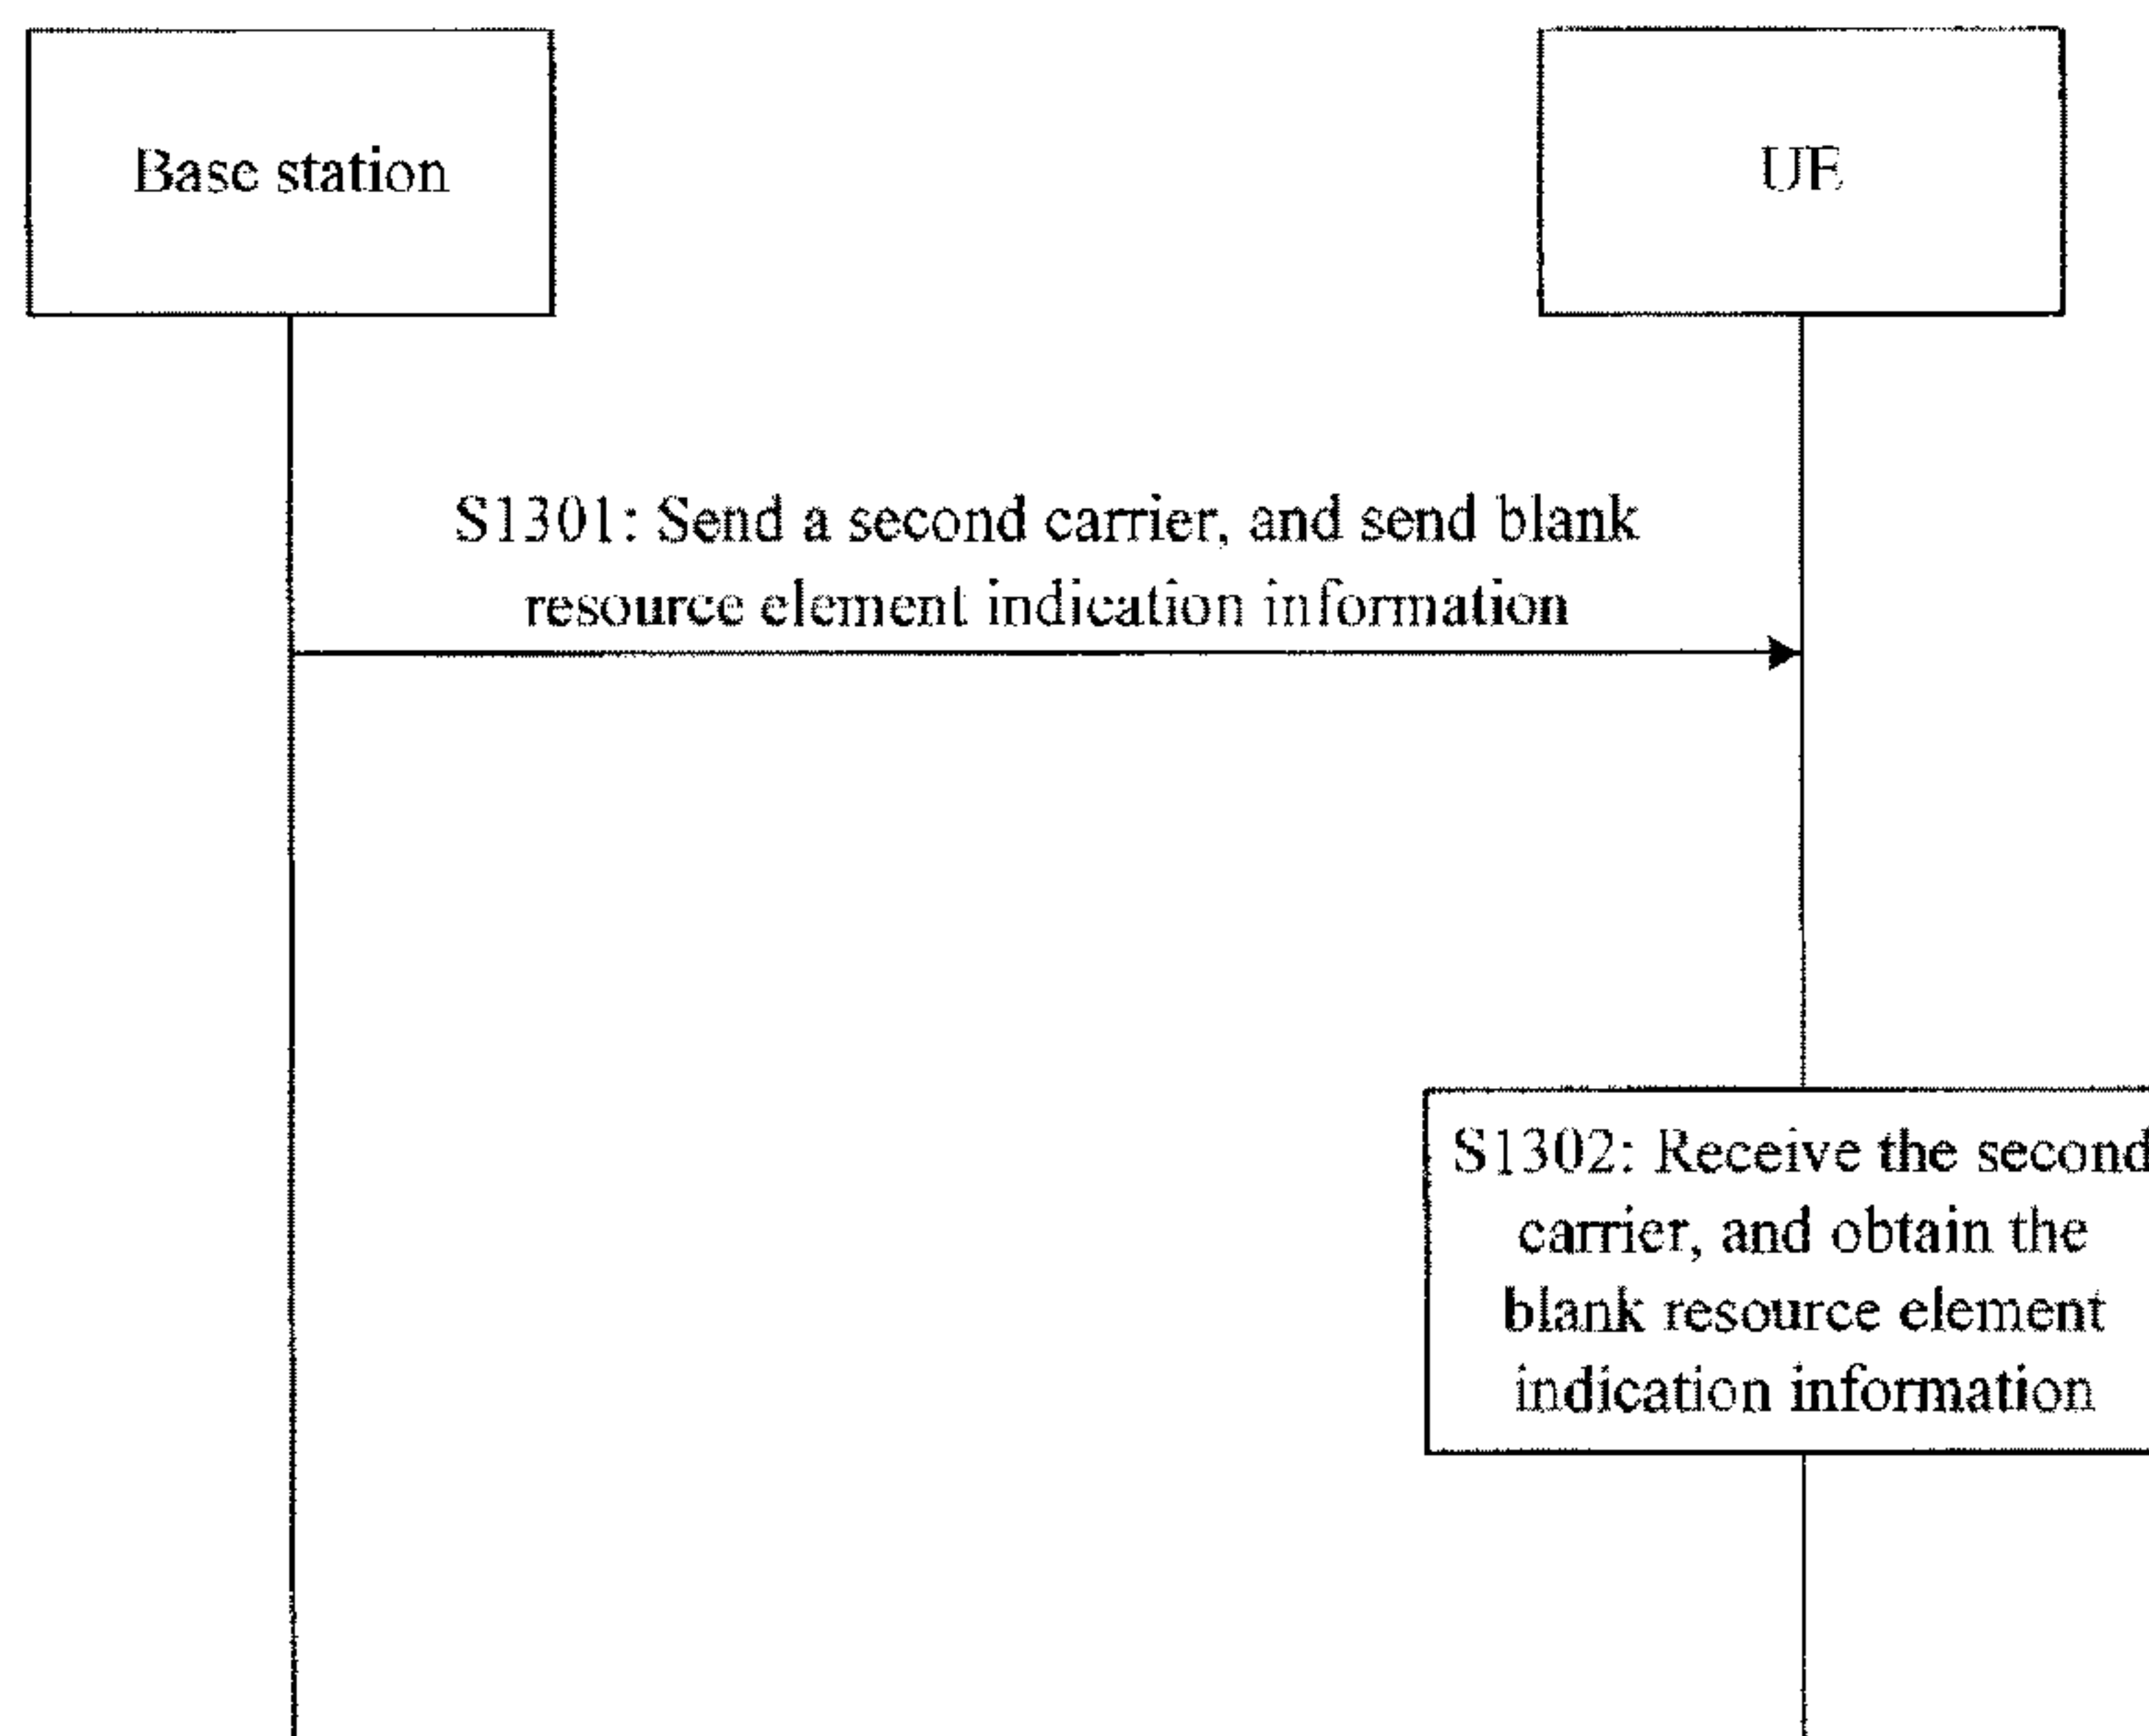 Base station
UE
S1301: Send a second carrier, and send blank
resource element indication information
S1302: Receive the second
carrier, and obtain the
blank resource element
indication information